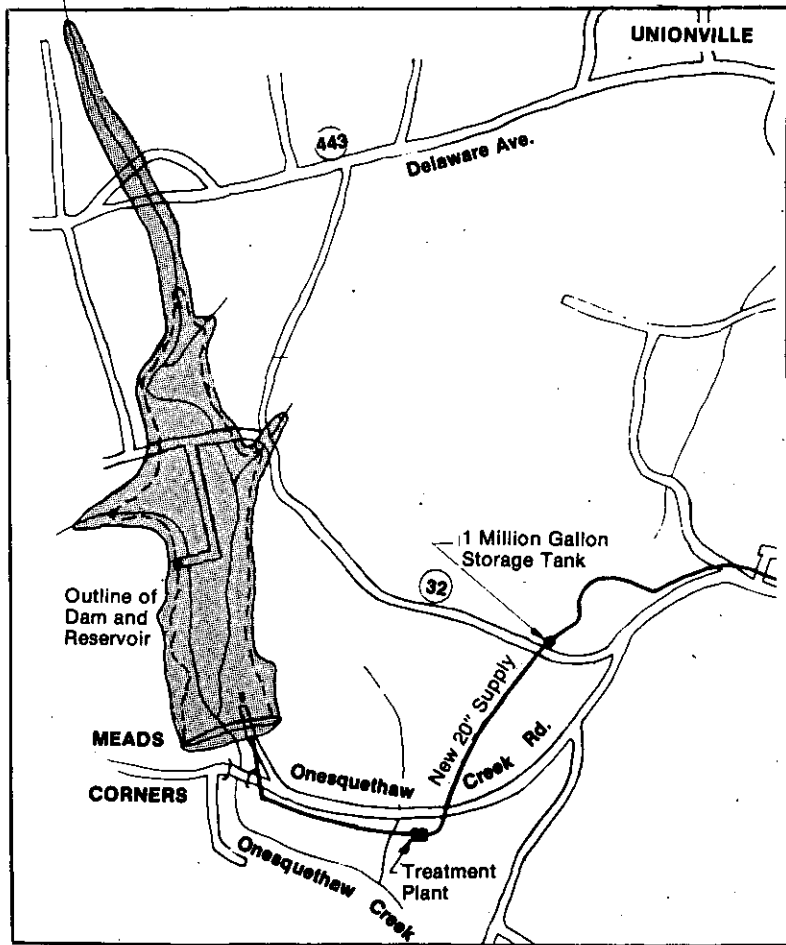 UNIONVILLE
443
Delaware Ave.
1 Million Gallon
Storage Tank
32
Outline of
Dam and
Reservoir
New 20" Supply
MEADS
CORNERS
Onesquethaw
Creek Rd.
Onesquethaw
Creek
Treatment
Plant